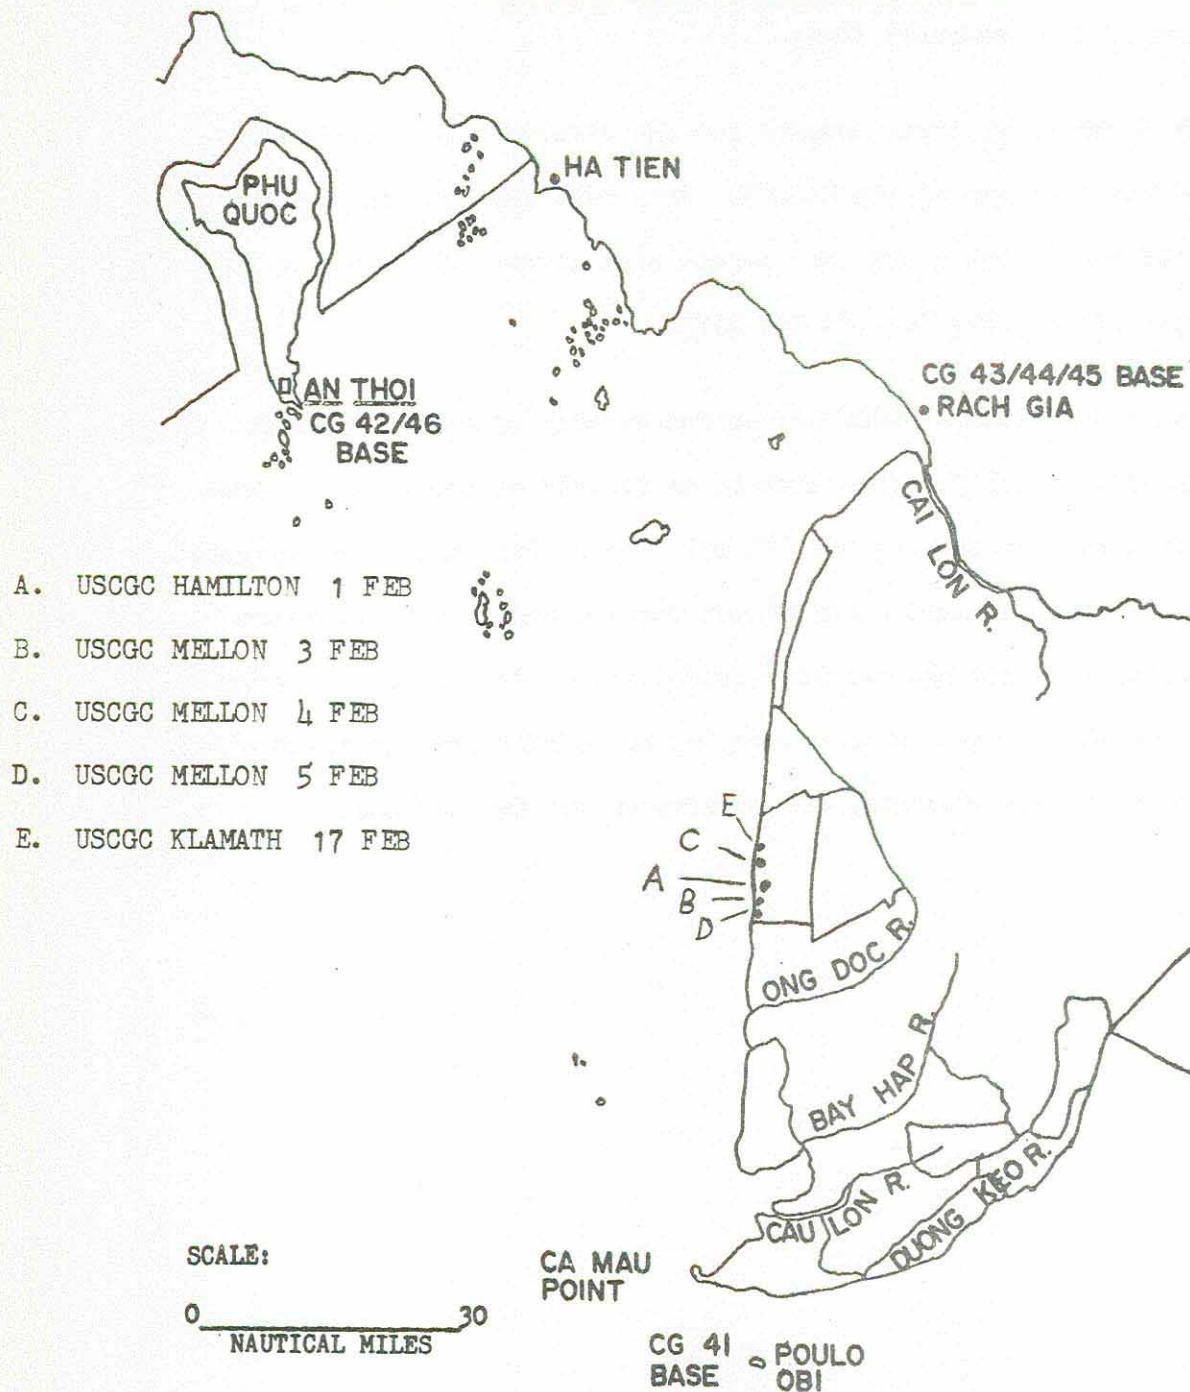 HA TIEN
PHU
QUOC
CG 43/44/45 BASE
RACH GIA
AN THOI
CG 42/46
BASE
CAI LON R.
A. USCGC HAMILTON 1 FEB
B. USCGC MELLON 3 FEB
C. USCGC MELLON 4 FEB
D. USCGC MELLON 5 FEB
E. USCGC KLAMATH 17 FEB
E
C
A
B
D
ONG DOC R.
BAY HAP R.
CAU LON R.
DUONG KEO R.
SCALE:
0 30
NAUTICAL MILES
CA MAU
POINT
CG 41
BASE
POULO
OBI